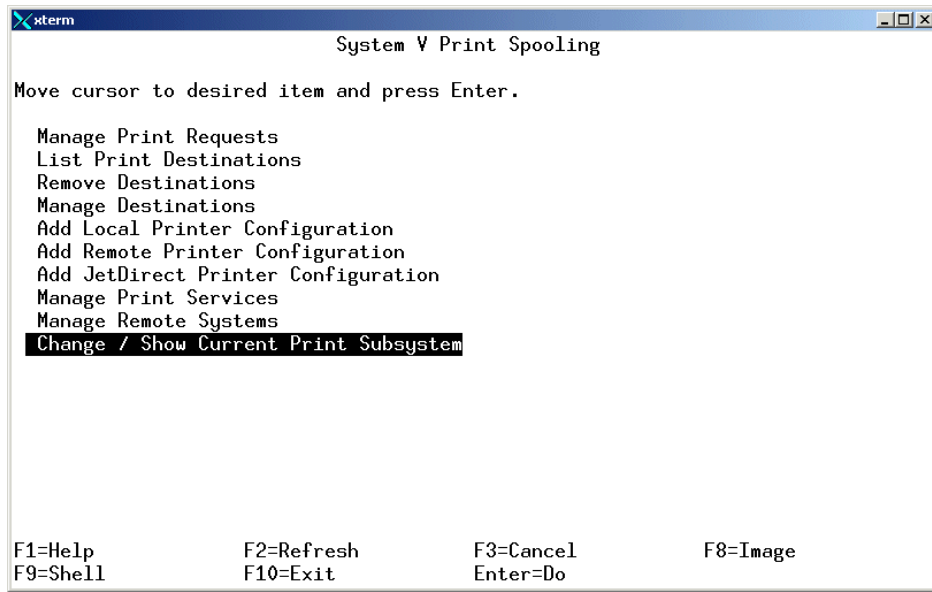 xterm
System V Print Spooling
Move cursor to desired item and press Enter.
Manage Print Requests
List Print Destinations
Remove Destinations
Manage Destinations
Add Local Printer Configuration
Add Remote Printer Configuration
Add JetDirect Printer Configuration
Manage Print Services
Manage Remote Systems
Change / Show Current Print Subsystem
F1=Help F2=Refresh F3=Cancel F8=Image
F9=Shell F10=Exit Enter=Do